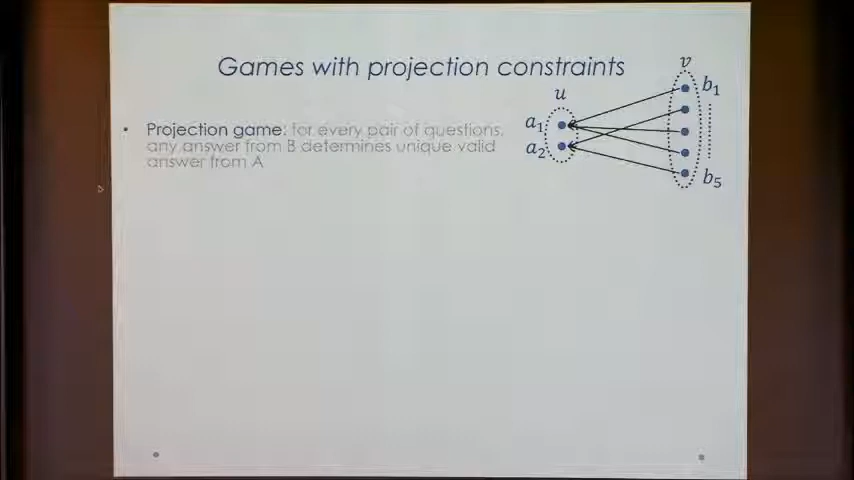 Games with projection constraints
• Projection game: for every pair of questions,
any answer from B determines unique valid
answer from A
u
v
a₁
a₂
b₁
b₅